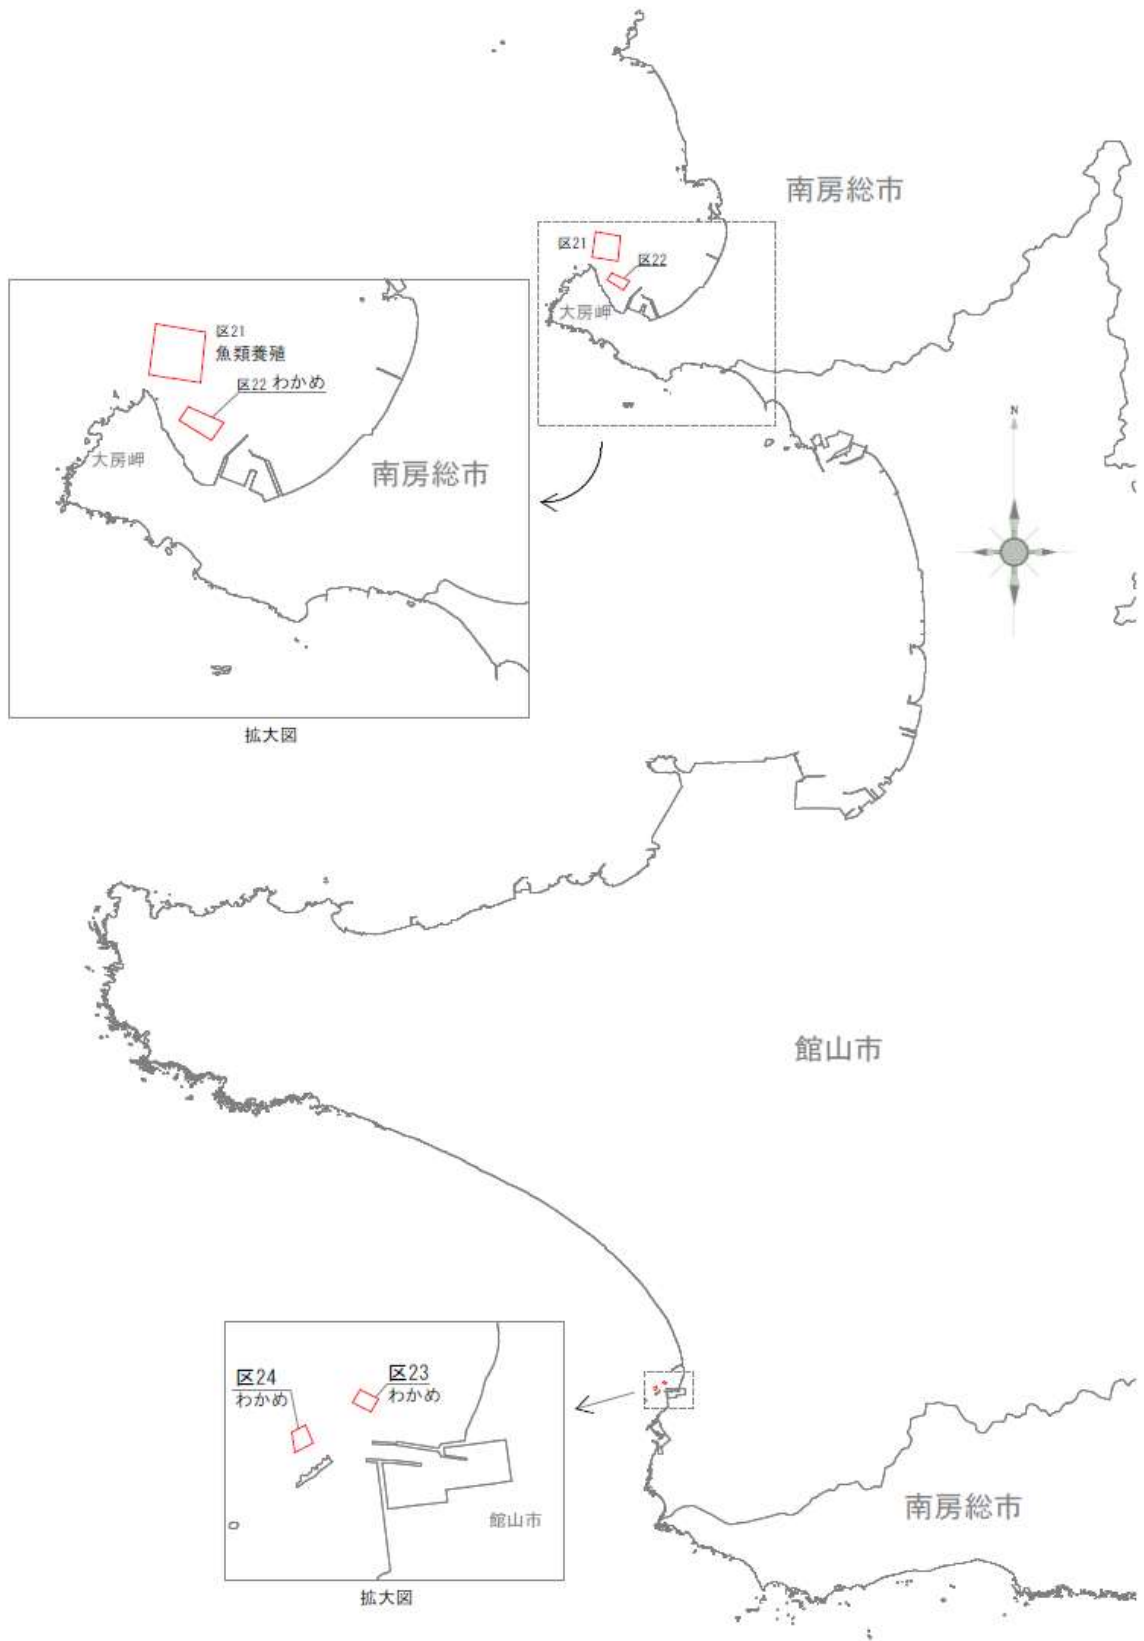 南房総市
区21
区22
大房岬
区21
魚類養殖
区22 わかめ
大房岬
南房総市
拡大図
N
館山市
区24
わかめ
区23
わかめ
館山市
拡大図
南房総市